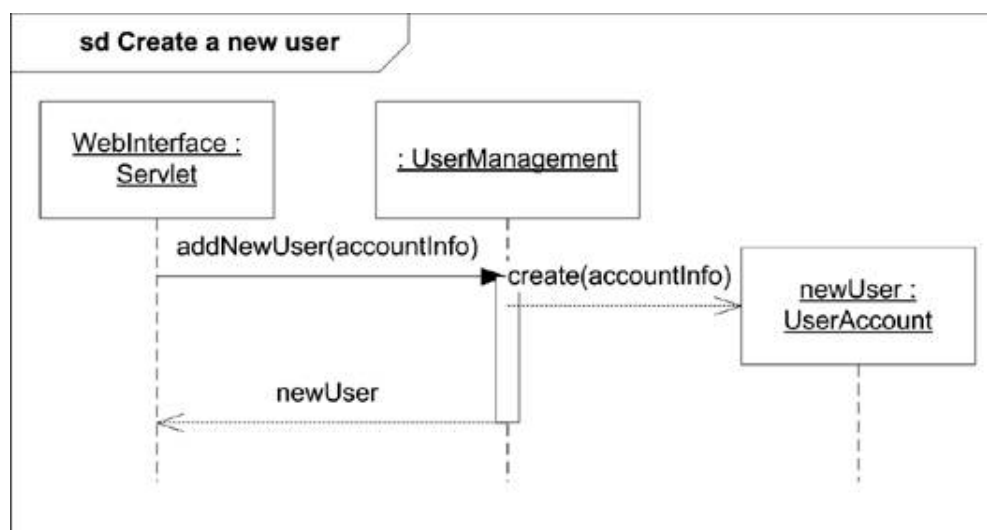 sd Create a new user
WebInterface :
Servlet
: UserManagement
addNewUser(accountInfo)
create(accountInfo)
newUser :
UserAccount
newUser